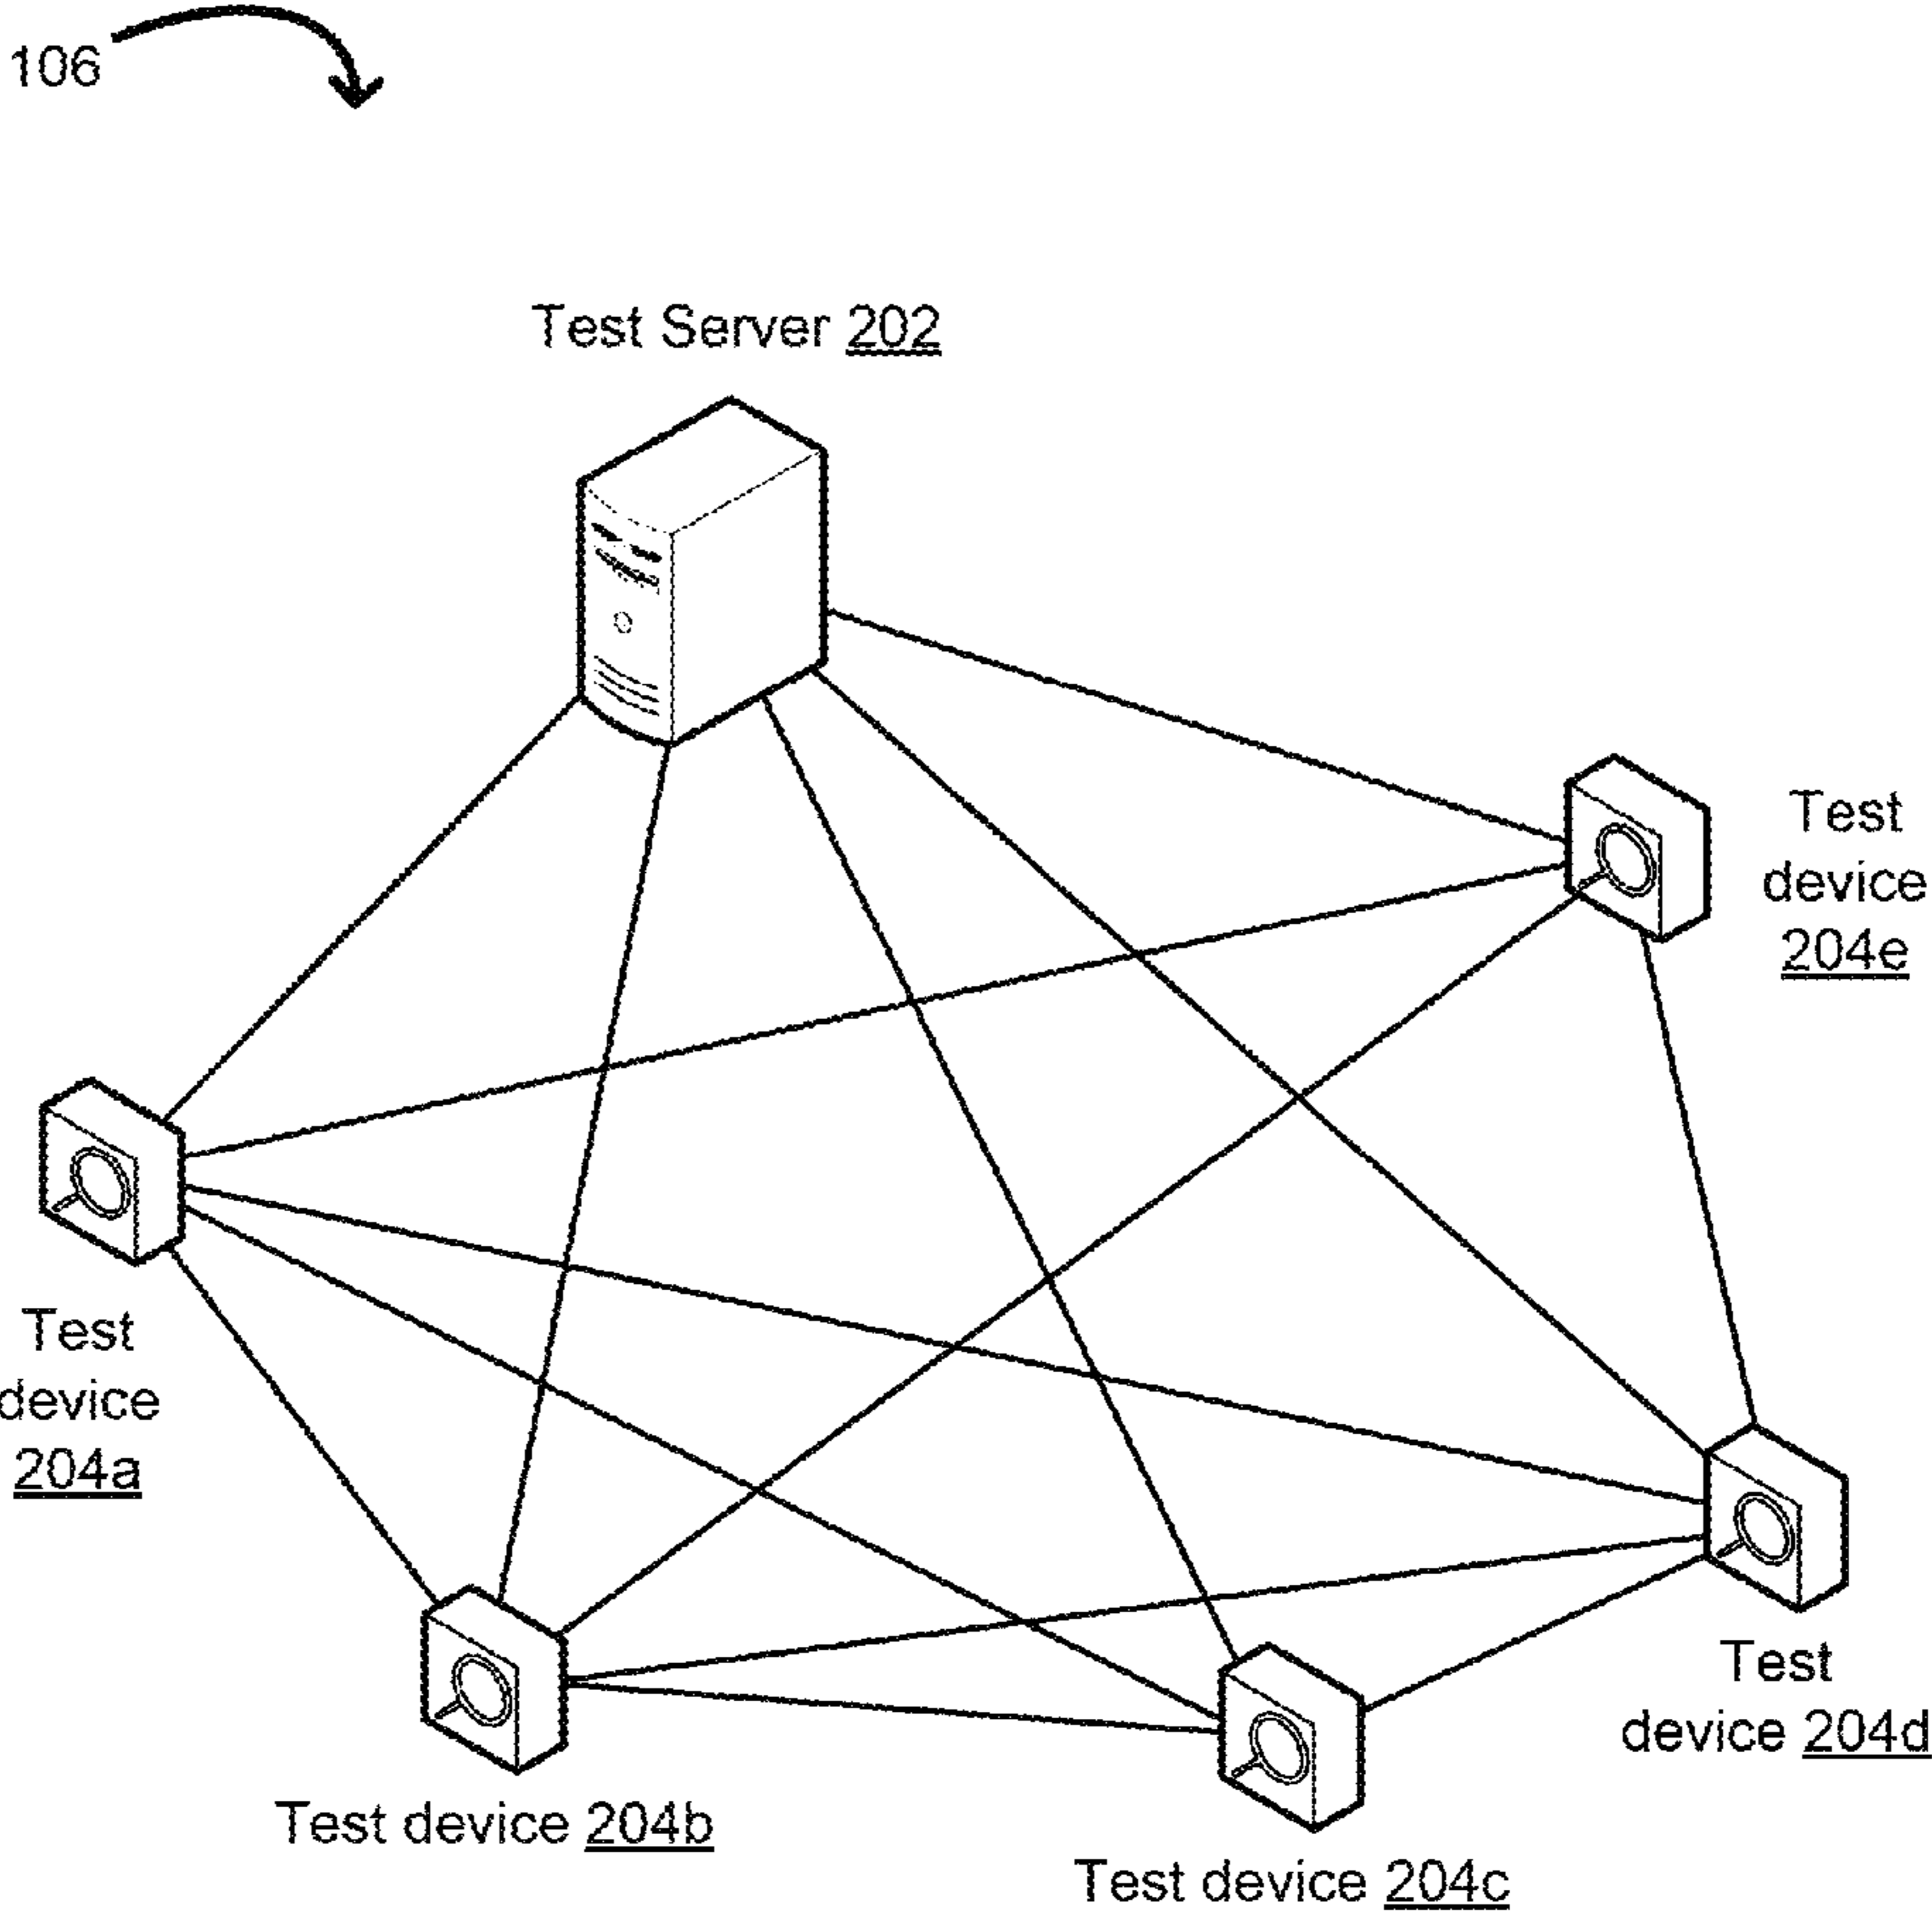 106
Test Server 202
Test
device
204e
Test
device
204a
Test
device 204d
Test device 204b
Test device 204c